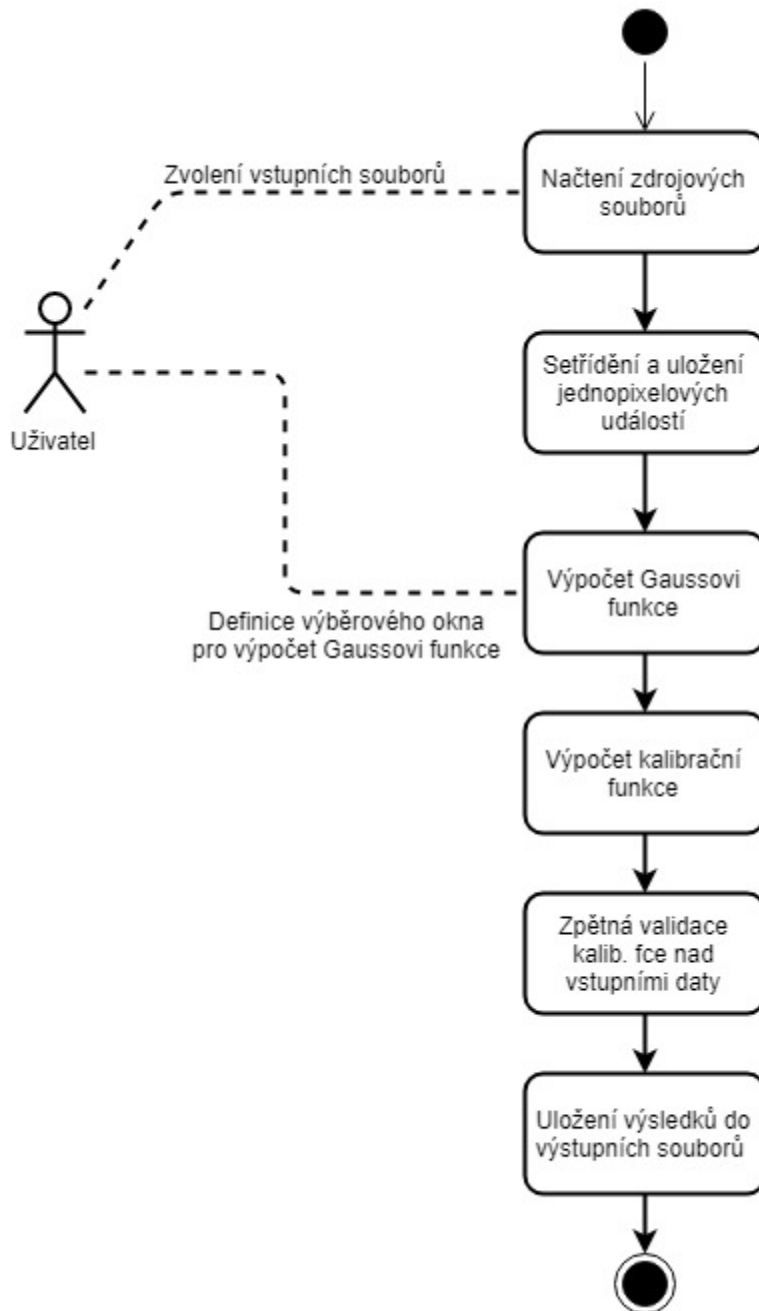 Zvolení vstupních souborů
Načtení zdrojových
souborů
Setřídění a uložení
jednopixelových
událostí
Uživatel
Výpočet Gaussovi
funkce
Definice výběrového okna
pro výpočet Gaussovi funkce
Výpočet kalibrační
funkce
Zpětná validace
kalib. fce nad
vstupními daty
Uložení výsledků do
výstupních souborů